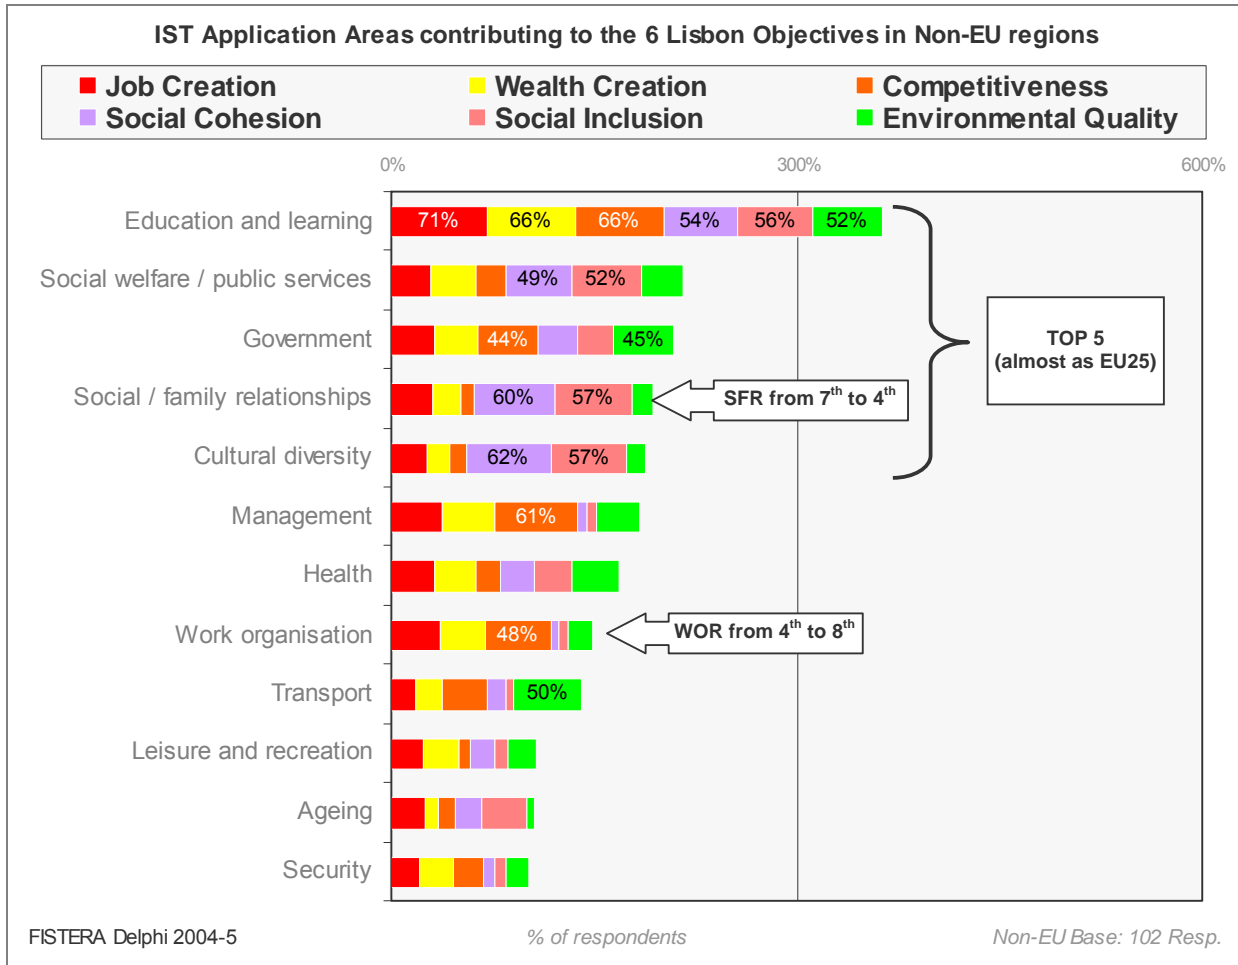 IST Application Areas contributing to the 6 Lisbon Objectives in Non-EU regions
Job Creation Wealth Creation Competitiveness
Social Cohesion Social Inclusion Environmental Quality
0% 300% 600%
Education and learning 71% 66% 66% 54% 56% 52%
Social welfare / public services 49% 52%
Government 44% 45%
TOP 5
(almost as EU25)
Social / family relationships 60% 57% SFR from 7th to 4th
Cultural diversity 62% 57%
Management 61%
Health
Work organisation 48% WOR from 4th to 8th
Transport 50%
Leisure and recreation
Ageing
Security
FISTERA Delphi 2004-5 % of respondents Non-EU Base: 102 Resp.